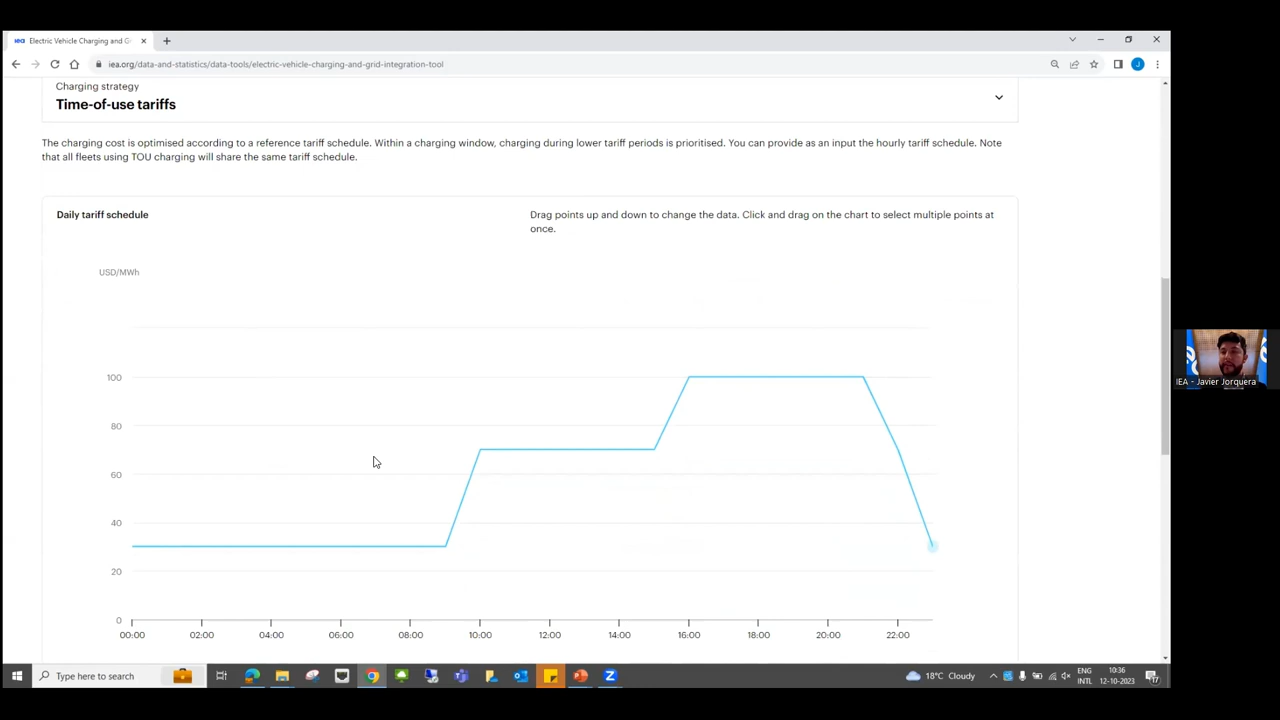 iea Electric Vehicle Charging and G
iea.org/data-and-statistics/data-tools/electric-vehicle-charging-and-grid-integration-tool
J
Charging strategy
Time-of-use tariffs
The charging cost is optimised according to a reference tariff schedule. Within a charging window, charging during lower tariff periods is prioritised. You can provide as an input the hourly tariff schedule. Note
that all fleets using TOU charging will share the same tariff schedule.
Daily tariff schedule
Drag points up and down to change the data. Click and drag on the chart to select multiple points at
once.
USD/MWh
100
80
60
40
20
0
00:00 02:00 04:00 06:00 08:00 10:00 12:00 14:00 16:00 18:00 20:00 22:00
IEA - Javier Jorquera
Type here to search
18°C Cloudy
ENG
INTL
10:36
12-10-2023
17